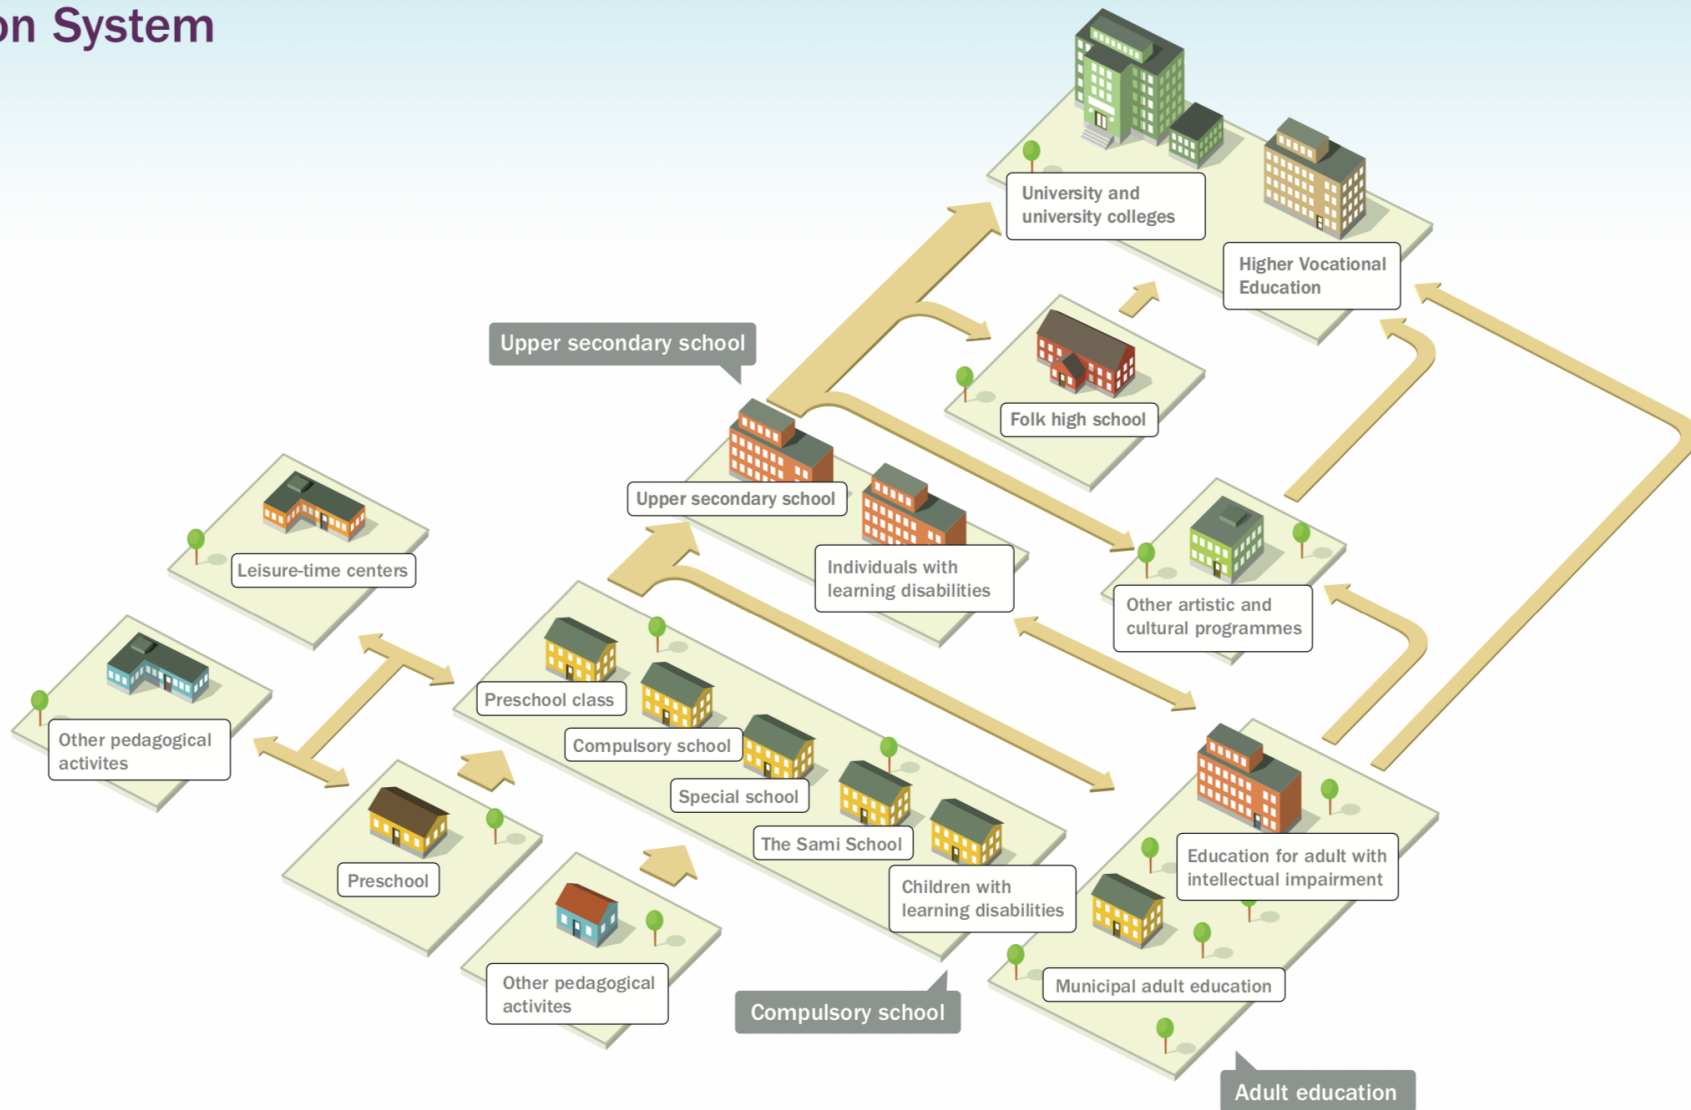 on System
University and
university colleges
Higher Vocational
Education
Upper secondary school
Folk high school
Upper secondary school
Individuals with
learning disabilities
Leisure-time centers
Other artistic and
cultural programmes
Preschool class
Other pedagogical
activites
Compulsory school
Special school
The Sami School
Preschool
Children with
learning disabilities
Education for adult with
intellectual impairment
Other pedagogical
activites
Municipal adult education
Compulsory school
Adult education